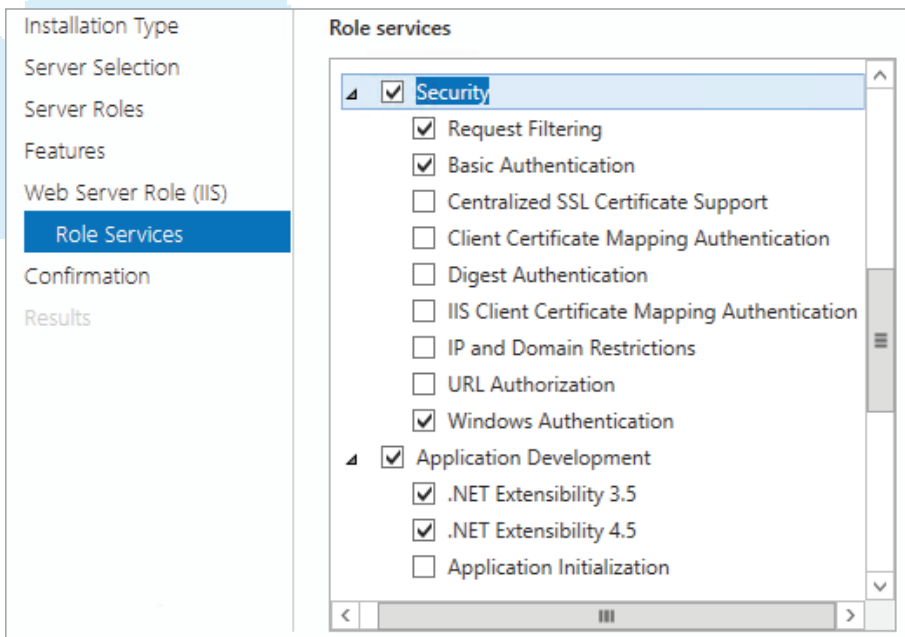 Installation Type
Server Selection
Server Roles
Features
Web Server Role (IIS)
Role Services
Confirmation
Results
Role services
Security
Request Filtering
Basic Authentication
Centralized SSL Certificate Support
Client Certificate Mapping Authentication
Digest Authentication
IIS Client Certificate Mapping Authentication
IP and Domain Restrictions
URL Authorization
Windows Authentication
Application Development
.NET Extensibility 3.5
.NET Extensibility 4.5
Application Initialization